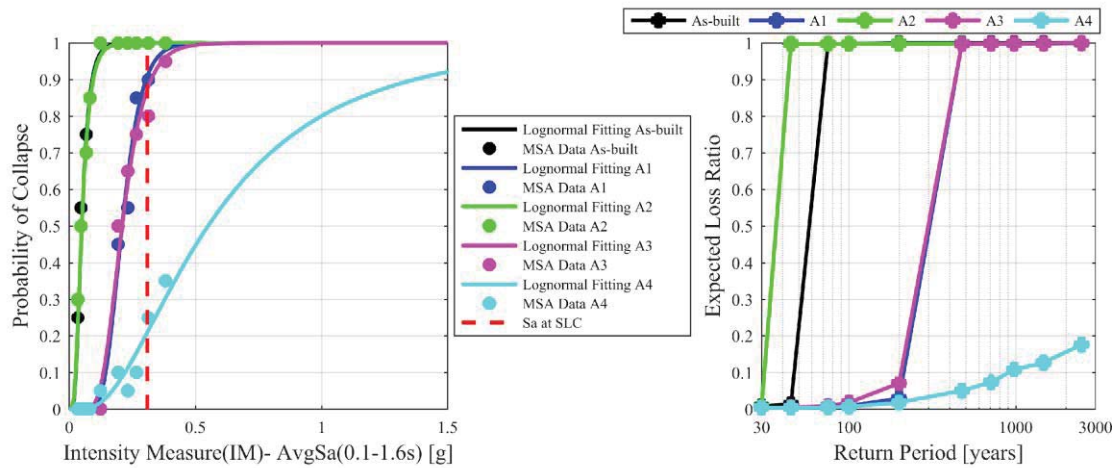 As-built A1 A2 A3 A4
1
0.9
0.8
0.7
0.6
0.5
0.4
0.3
0.2
0.1
0
Probability of Collapse
0 0.5 1 1.5
Intensity Measure(IM)- AvgSa(0.1-1.6s) [g]
Lognormal Fitting As-built
MSA Data As-built
Lognormal Fitting A1
MSA Data A1
Lognormal Fitting A2
MSA Data A2
Lognormal Fitting A3
MSA Data A3
Lognormal Fitting A4
MSA Data A4
Sa at SLC
1
0.9
0.8
0.7
0.6
0.5
0.4
0.3
0.2
0.1
0
Expected Loss Ratio
30 100 1000 3000
Return Period [years]